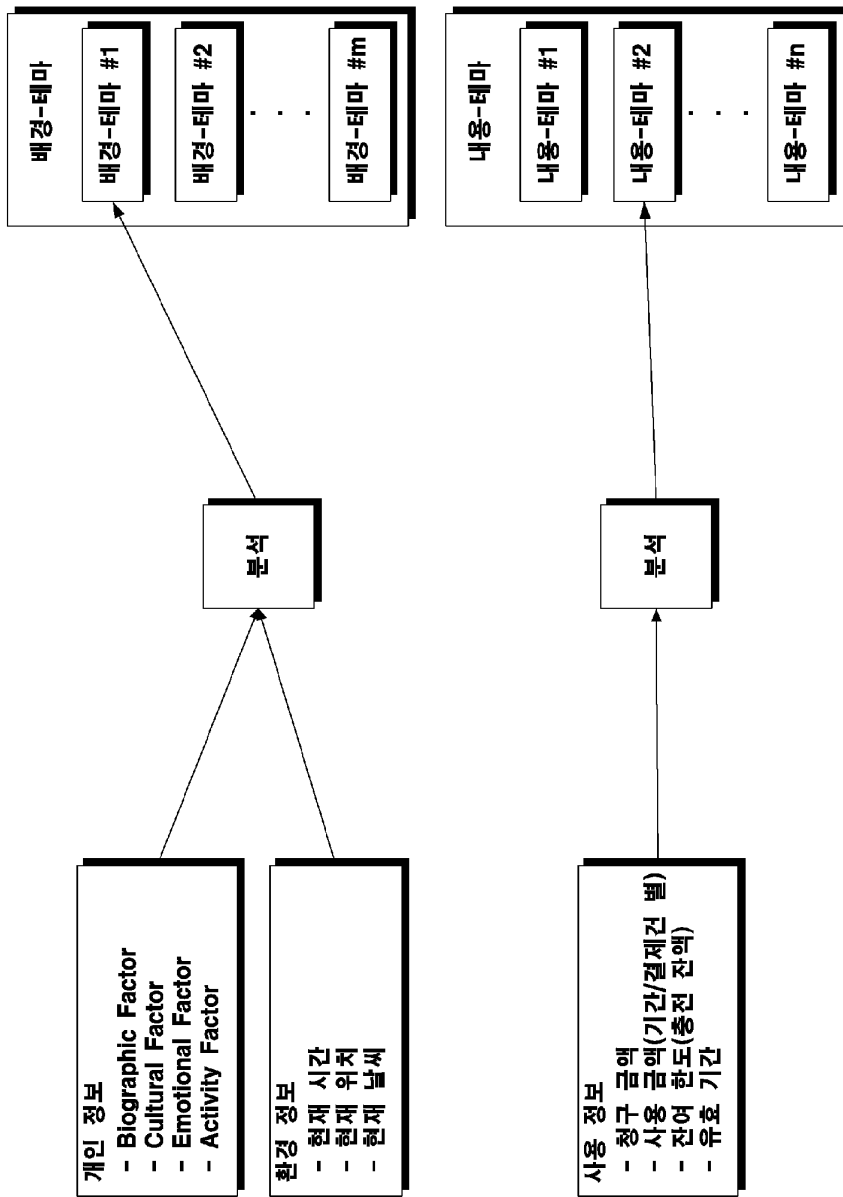 개인 정보
- Biographic Factor
- Cultural Factor
- Emotional Factor
- Activity Factor
환경 정보
- 현재 시간
- 현재 위치
- 현재 날씨
분석
배경-테마
배경-테마 #1
배경-테마 #2
. . .
배경-테마 #m
사용 정보
- 청구 금액
- 사용 금액(기간/결제건 별)
- 잔여 한도(충전 잔액)
- 유효 기간
분석
내용-테마
내용-테마 #1
내용-테마 #2
. . .
내용-테마 #n